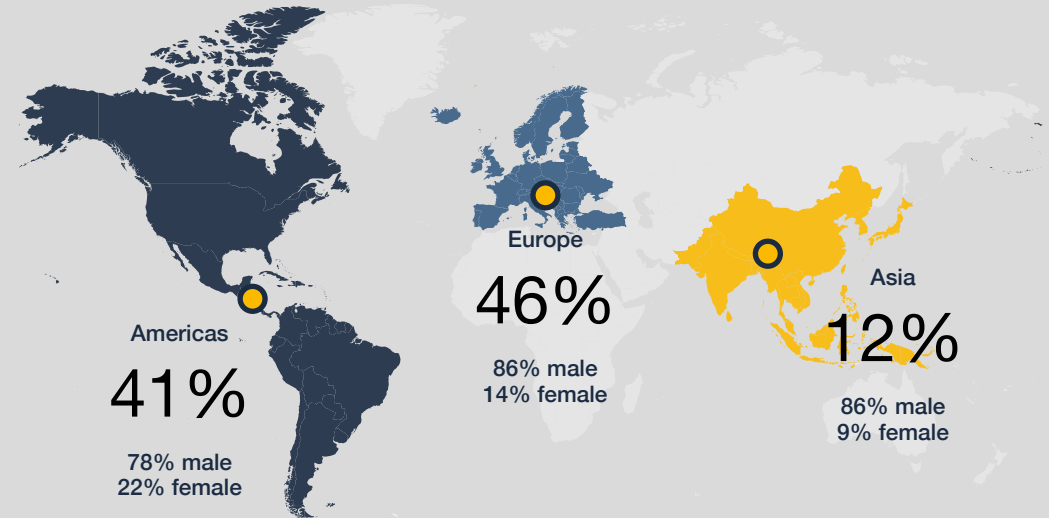 Americas
41%
78% male
22% female
Europe
46%
86% male
14% female
Asia
12%
86% male
9% female